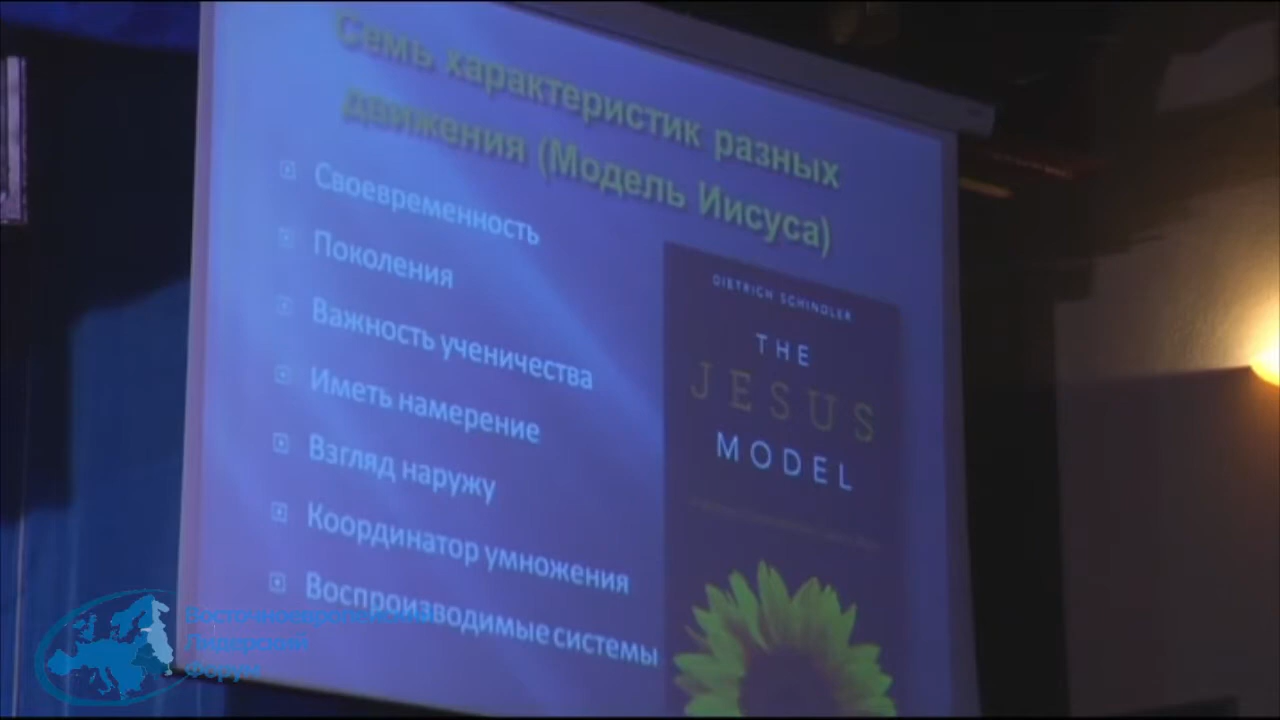 Семь характеристик разных
движения (Модель Иисуса)
Своевременность
Поколения
Важность ученичества
Иметь намерение
Взгляд наружу
Координатор умножения
Воспроизводимые системы
DIETRICH SCHINDLER
THE
JESUS
MODEL
Восточноевропейский
Лидерский
Форум